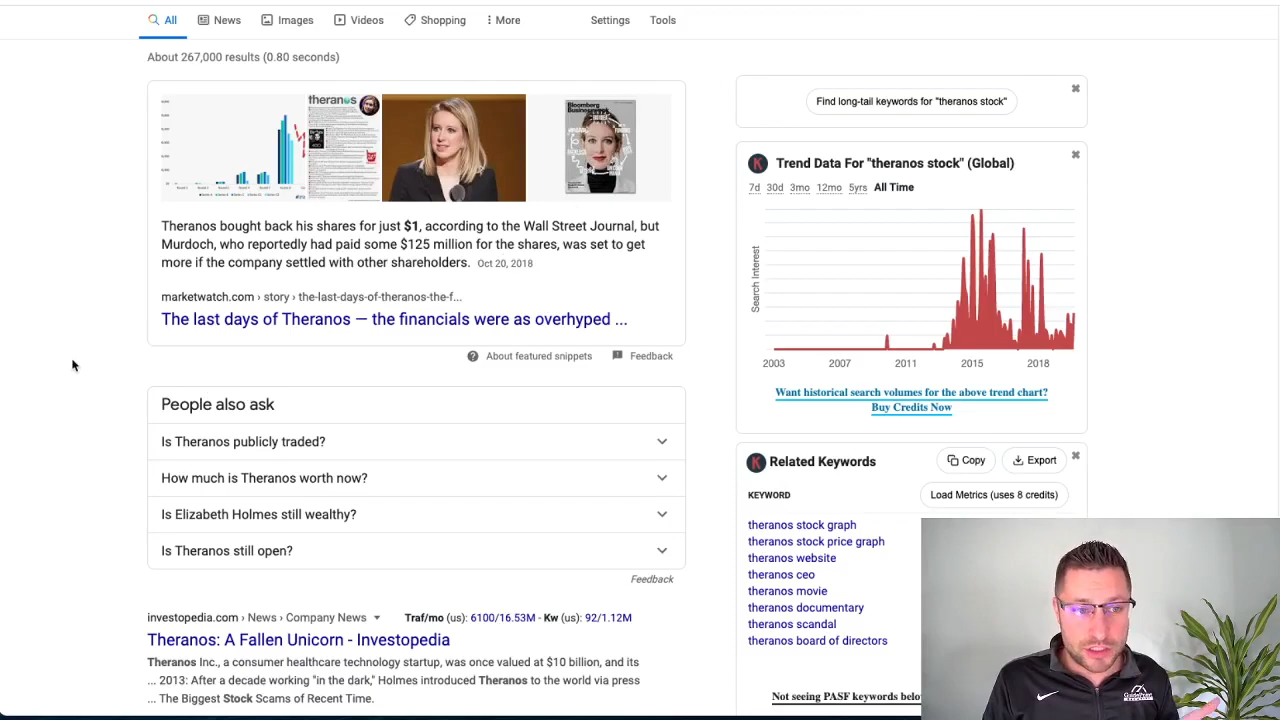 All News Images Videos Shopping More Settings Tools
About 267,000 results (0.80 seconds)
theranos
Bloomberg
Businessweek
Theranos bought back his shares for just $1, according to the Wall Street Journal, but
Murdoch, who reportedly had paid some $125 million for the shares, was set to get
more if the company settled with other shareholders. Oct 20, 2018
marketwatch.com › story › the-last-days-of-theranos-the-f...
The last days of Theranos — the financials were as overhyped ...
About featured snippets Feedback
People also ask
Is Theranos publicly traded?
How much is Theranos worth now?
Is Elizabeth Holmes still wealthy?
Is Theranos still open?
Feedback
investopedia.com › News › Company News Traf/mo (us): 6100/16.53M - Kw (us): 92/1.12M
Theranos: A Fallen Unicorn - Investopedia
Theranos Inc., a consumer healthcare technology startup, was once valued at $10 billion, and its
... 2013: After a decade working "in the dark," Holmes introduced Theranos to the world via press
... The Biggest Stock Scams of Recent Time.
Find long-tail keywords for "theranos stock"
K Trend Data For "theranos stock" (Global)
7d 30d 3mo 12mo 5yrs All Time
Search Interest
2003 2007 2011 2015 2018
Want historical search volumes for the above trend chart?
Buy Credits Now
K Related Keywords Copy Export
KEYWORD Load Metrics (uses 8 credits)
theranos stock graph
theranos stock price graph
theranos website
theranos ceo
theranos movie
theranos documentary
theranos scandal
theranos board of directors
Not seeing PASF keywords